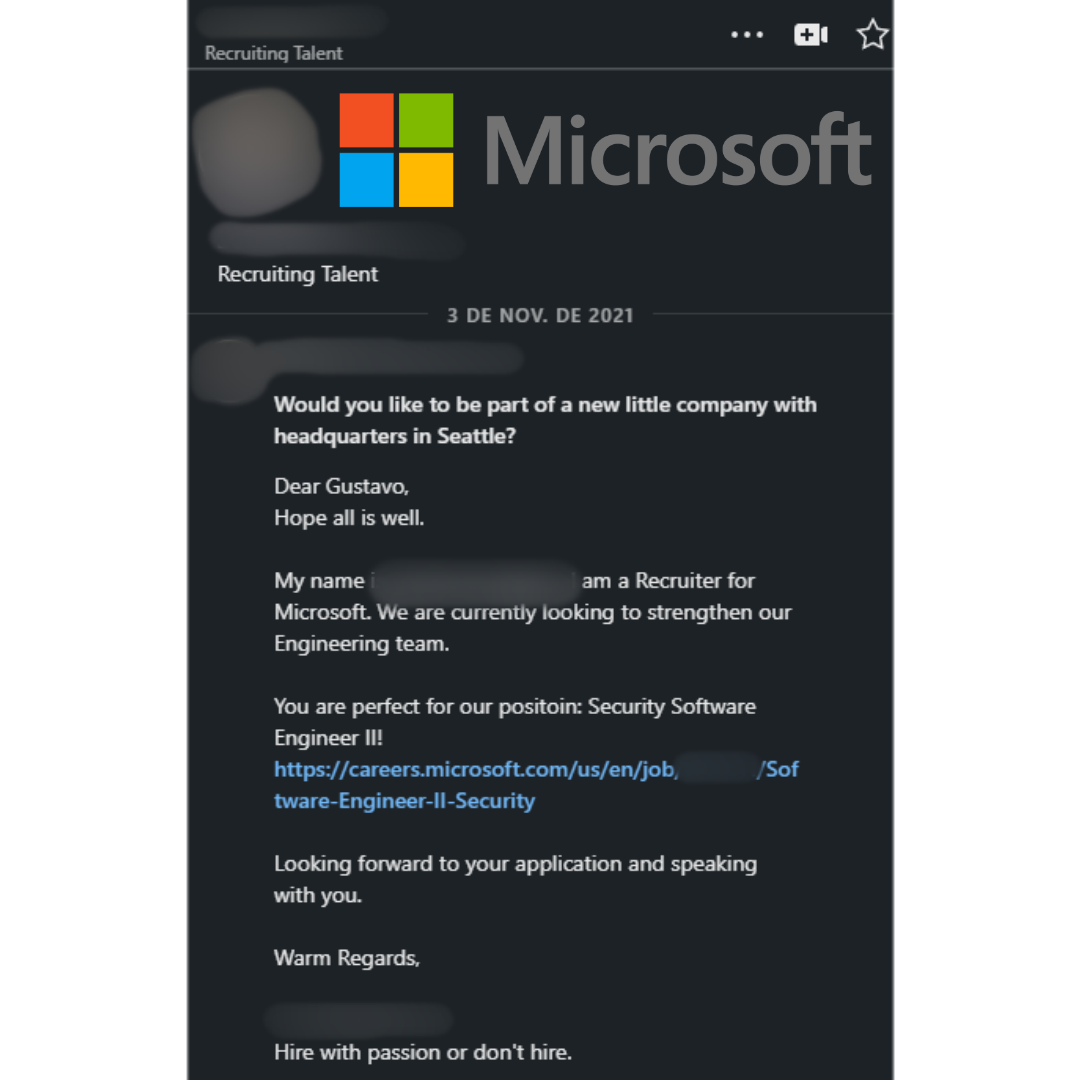 Recruiting Talent
Microsoft
Recruiting Talent
3 DE NOV. DE 2021
Would you like to be part of a new little company with
headquarters in Seattle?
Dear Gustavo,
Hope all is well.
My name am a Recruiter for
Microsoft. We are currently looking to strengthen our
Engineering team.
You are perfect for our positoin: Security Software
Engineer II!
https://careers.microsoft.com/us/en/job/ /Sof
tware-Engineer-II-Security
Looking forward to your application and speaking
with you.
Warm Regards,
Hire with passion or don't hire.